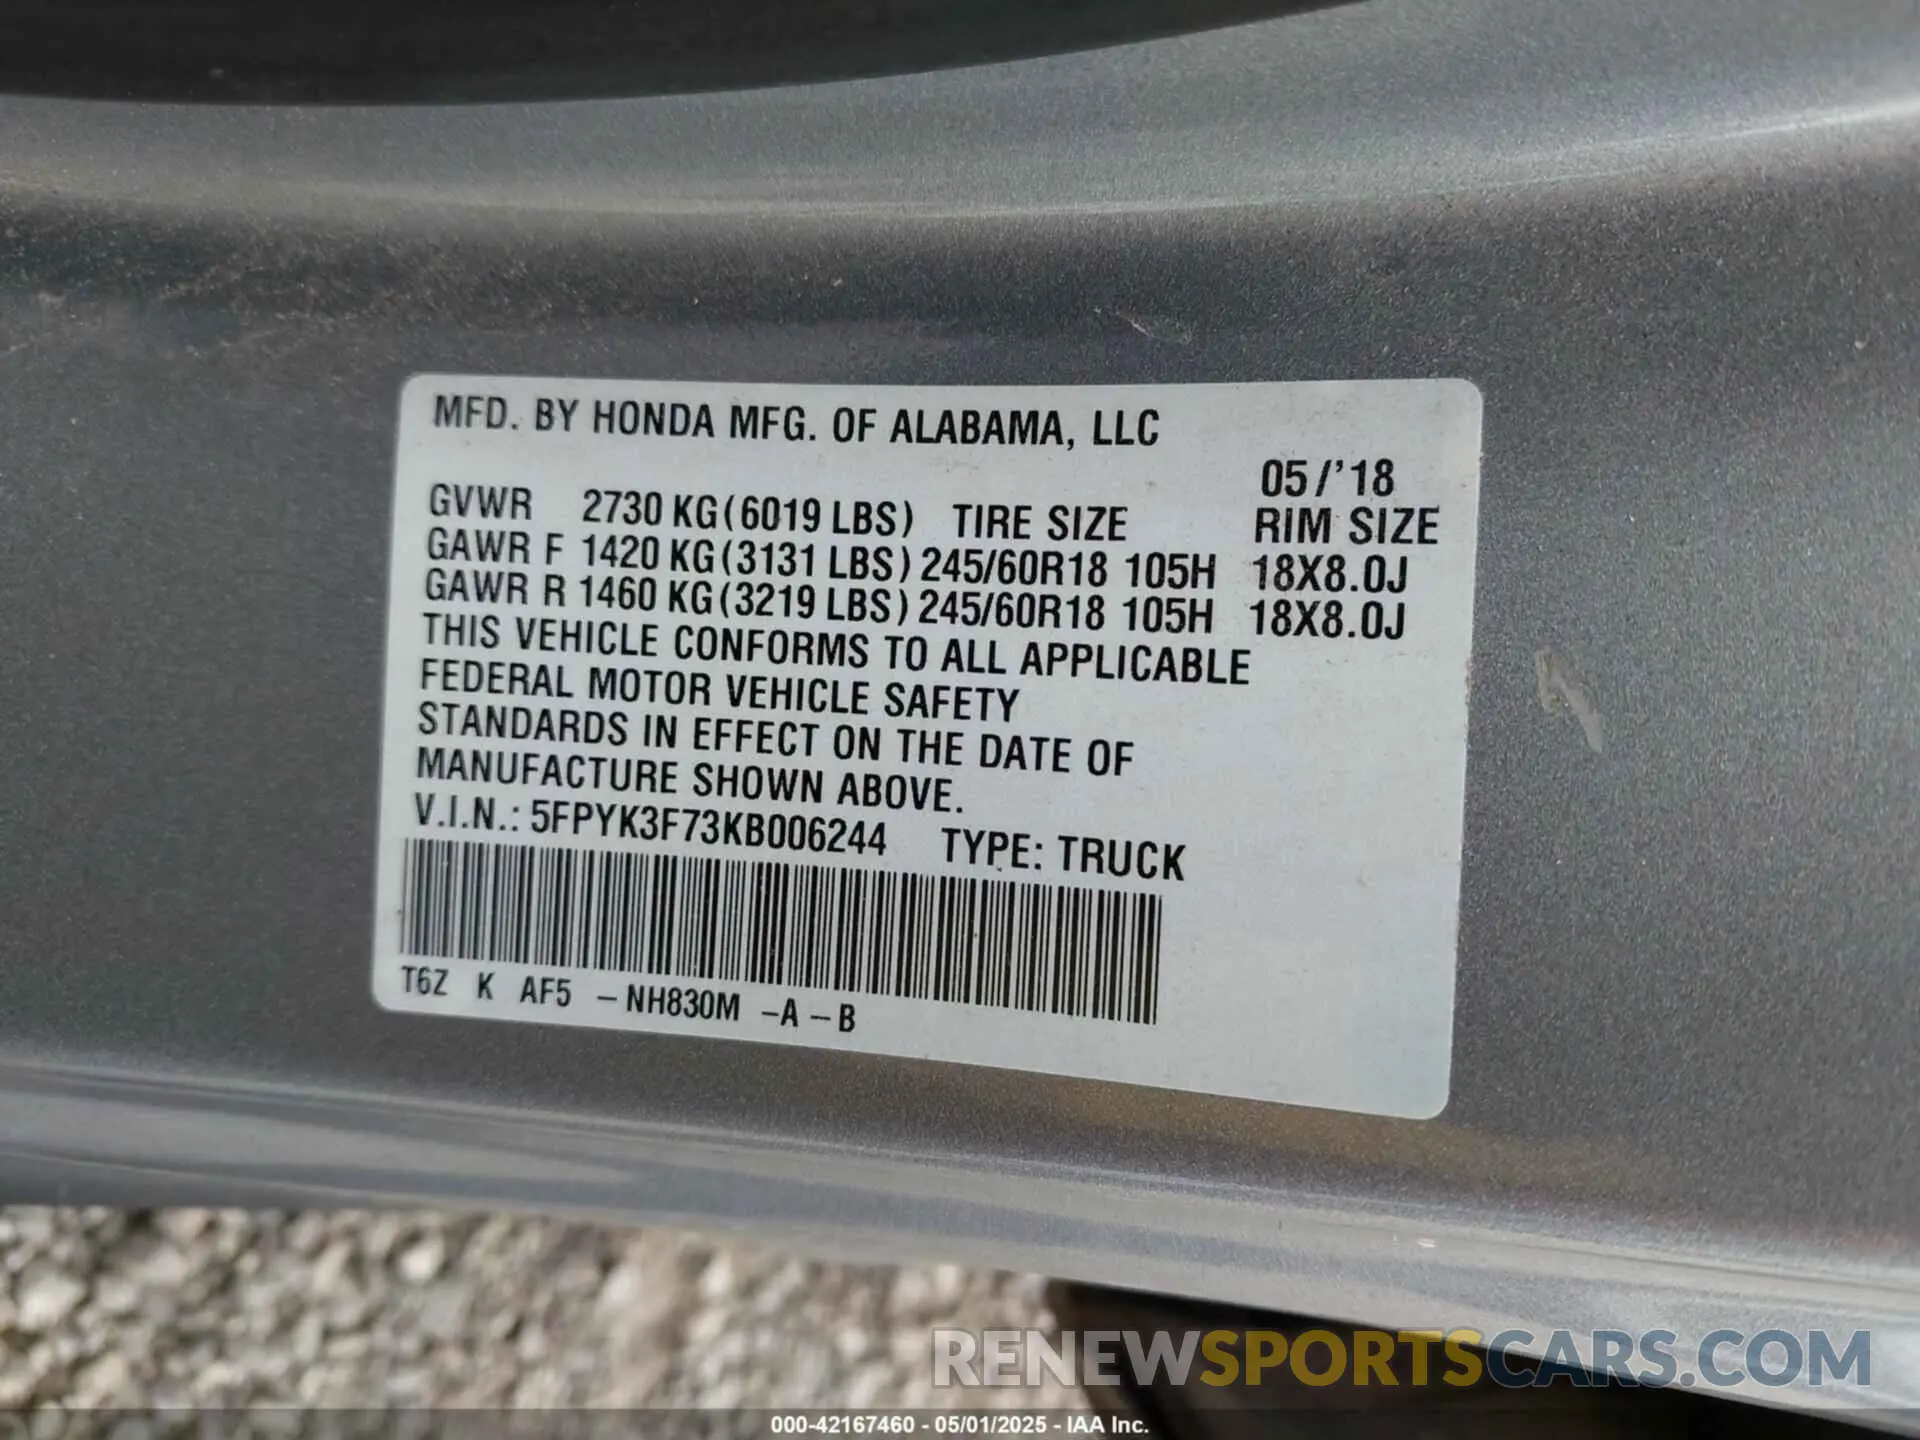 MFD. BY HONDA MFG. OF ALABAMA, LLC
05/'18
GVWR 2730 KG(6019 LBS) TIRE SIZE RIM SIZE
GAWR F 1420 KG(3131 LBS) 245/60R18 105H 18X8.0J
GAWR R 1460 KG(3219 LBS) 245/60R18 105H 18X8.0J
THIS VEHICLE CONFORMS TO ALL APPLICABLE
FEDERAL MOTOR VEHICLE SAFETY
STANDARDS IN EFFECT ON THE DATE OF
MANUFACTURE SHOWN ABOVE.
V.I.N.: 5FPYK3F73KB006244 TYPE: TRUCK
T6Z K AF5 –NH830M –A –B
RENEWSPORTSCARS.COM
000-42167460 - 05/01/2025 - IAA Inc.